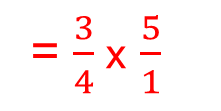 = 3/4 x 5/1